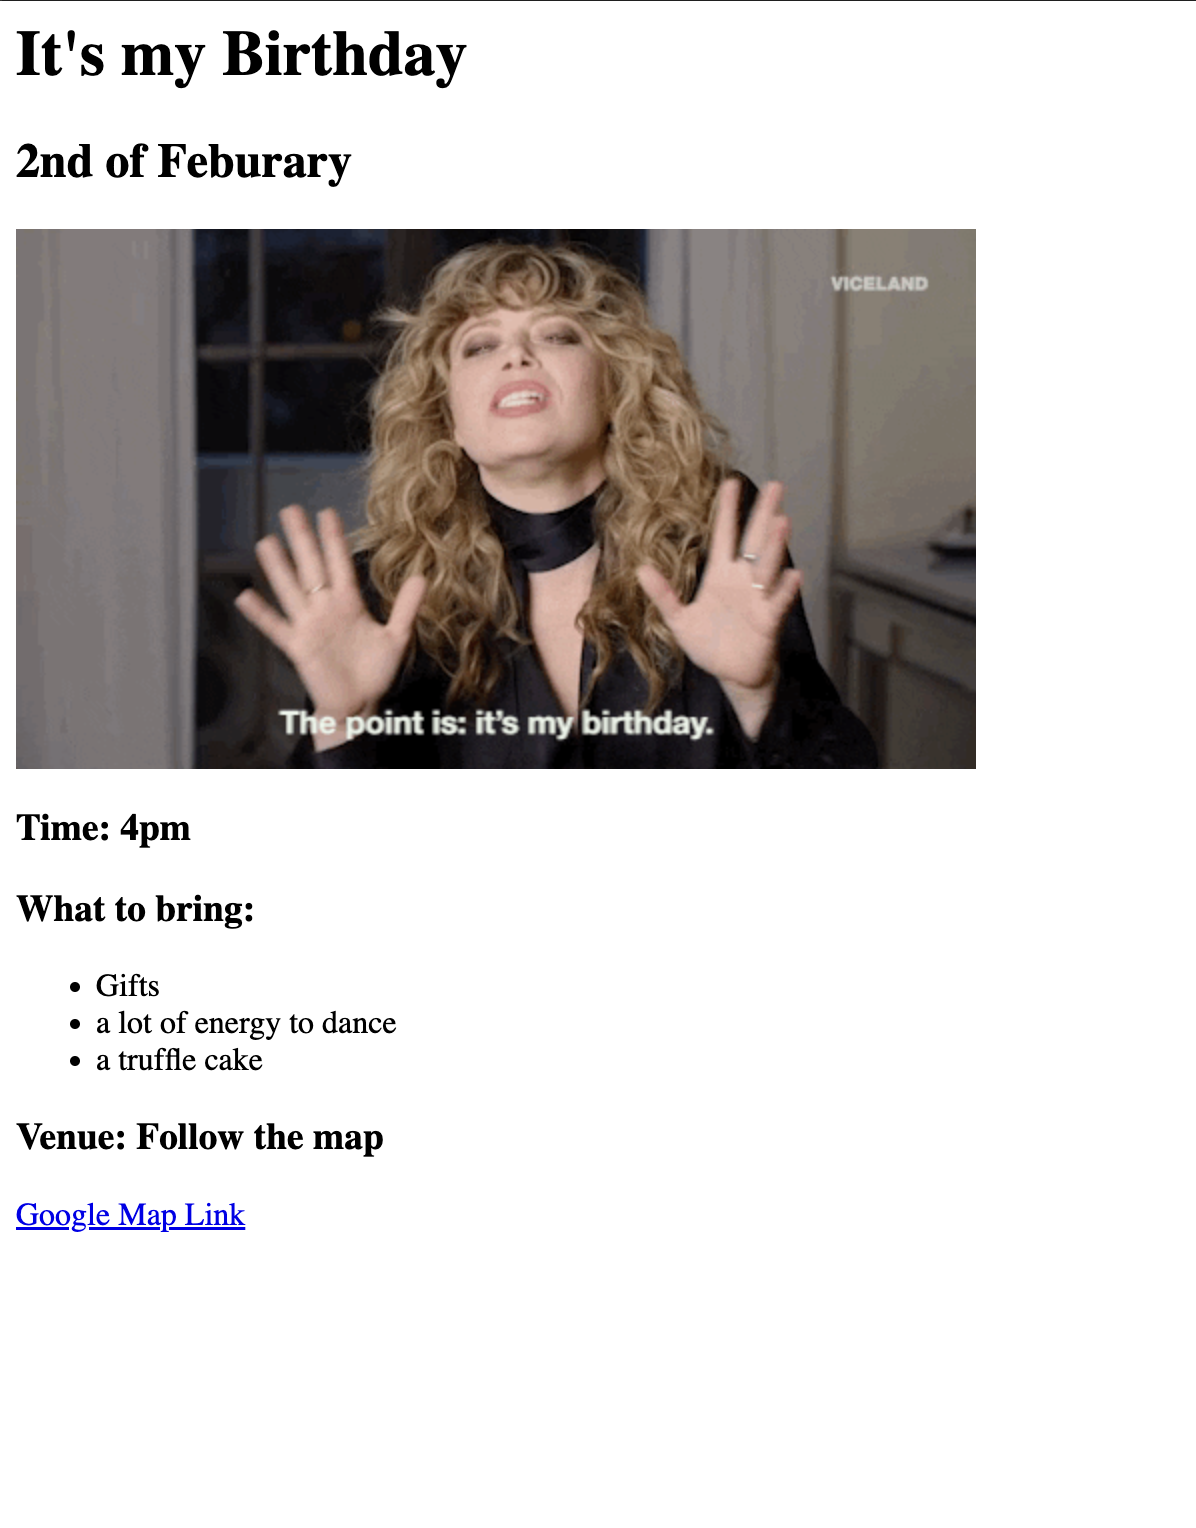 It's my Birthday
2nd of Feburary
VICELAND
The point is: it's my birthday.
Time: 4pm
What to bring:
• Gifts
• a lot of energy to dance
• a truffle cake
Venue: Follow the map
Google Map Link